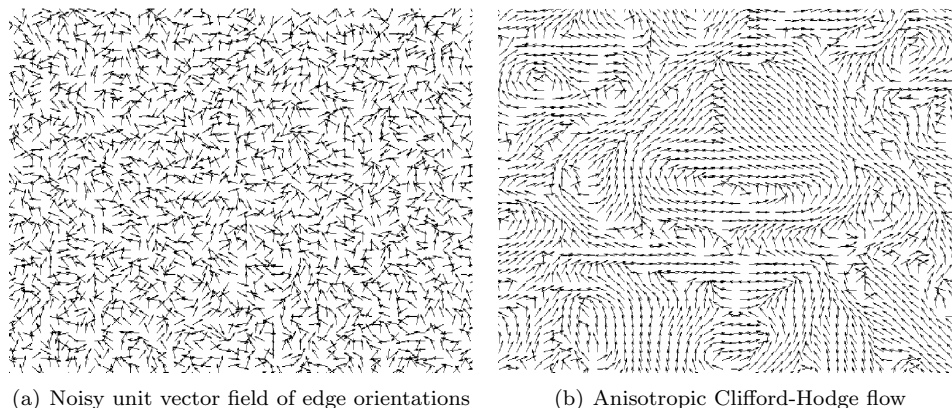 (a) Noisy unit vector field of edge orientations
(b) Anisotropic Clifford-Hodge flow